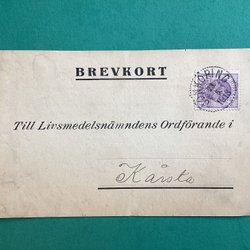 BREVKORT
Till Livsmedelsnämndens Ordförande i
Kårsta